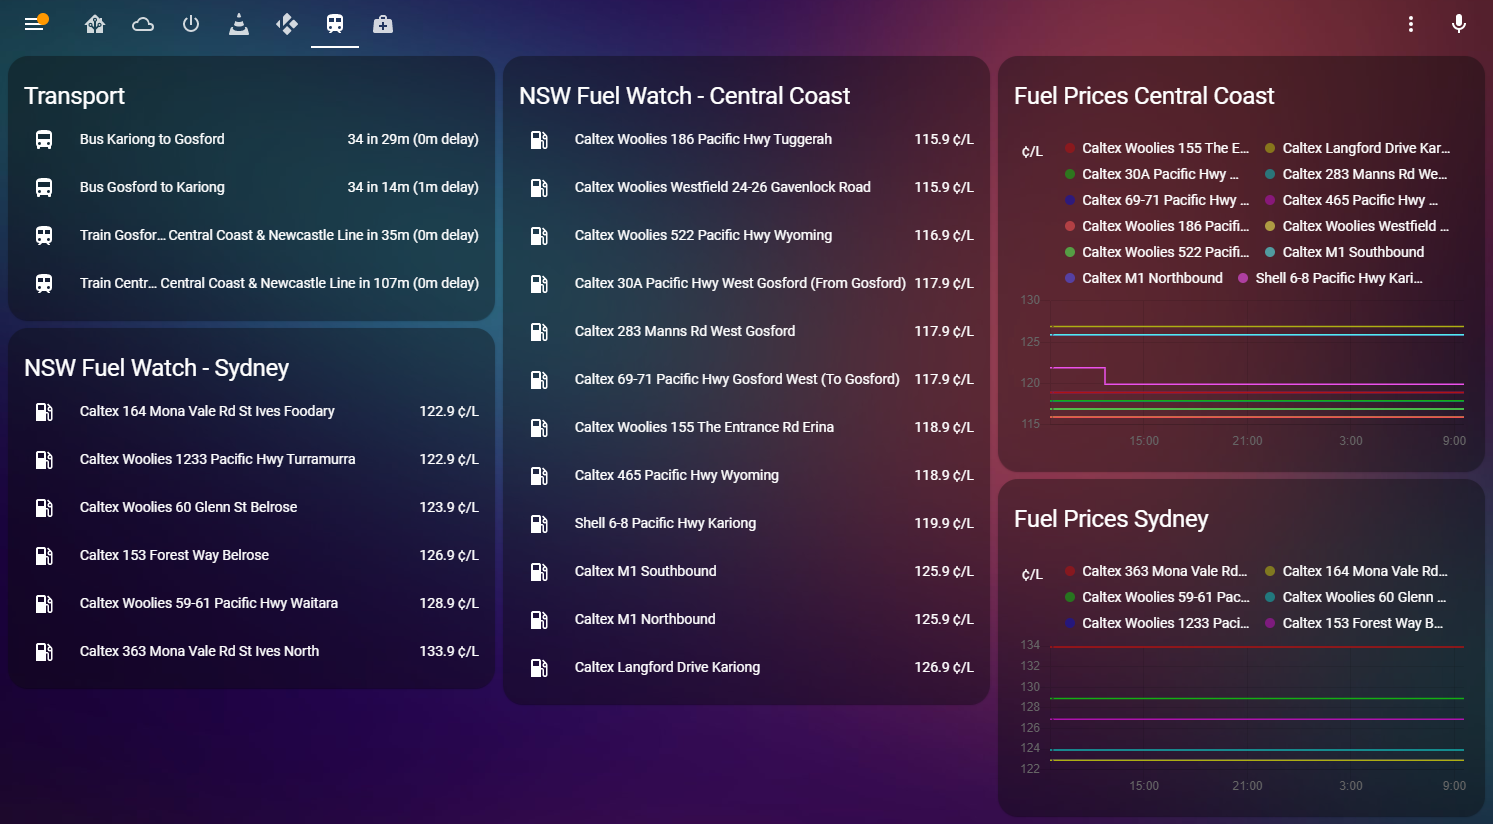 Transport
Bus Kariong to Gosford 34 in 29m (0m delay)
Bus Gosford to Kariong 34 in 14m (1m delay)
Train Gosfor... Central Coast & Newcastle Line in 35m (0m delay)
Train Centr... Central Coast & Newcastle Line in 107m (0m delay)
NSW Fuel Watch - Sydney
Caltex 164 Mona Vale Rd St Ives Foodary 122.9 ¢/L
Caltex Woolies 1233 Pacific Hwy Turramurra 122.9 ¢/L
Caltex Woolies 60 Glenn St Belrose 123.9 ¢/L
Caltex 153 Forest Way Belrose 126.9 ¢/L
Caltex Woolies 59-61 Pacific Hwy Waitara 128.9 ¢/L
Caltex 363 Mona Vale Rd St Ives North 133.9 ¢/L
NSW Fuel Watch - Central Coast
Caltex Woolies 186 Pacific Hwy Tuggerah 115.9 ¢/L
Caltex Woolies Westfield 24-26 Gavenlock Road 115.9 ¢/L
Caltex Woolies 522 Pacific Hwy Wyoming 116.9 ¢/L
Caltex 30A Pacific Hwy West Gosford (From Gosford) 117.9 ¢/L
Caltex 283 Manns Rd West Gosford 117.9 ¢/L
Caltex 69-71 Pacific Hwy Gosford West (To Gosford) 117.9 ¢/L
Caltex Woolies 155 The Entrance Rd Erina 118.9 ¢/L
Caltex 465 Pacific Hwy Wyoming 118.9 ¢/L
Shell 6-8 Pacific Hwy Kariong 119.9 ¢/L
Caltex M1 Southbound 125.9 ¢/L
Caltex M1 Northbound 125.9 ¢/L
Caltex Langford Drive Kariong 126.9 ¢/L
Fuel Prices Central Coast
¢/L Caltex Woolies 155 The E... Caltex Langford Drive Kar...
Caltex 30A Pacific Hwy ... Caltex 283 Manns Rd We...
Caltex 69-71 Pacific Hwy ... Caltex 465 Pacific Hwy ...
Caltex Woolies 186 Pacifi... Caltex Woolies Westfield ...
Caltex Woolies 522 Pacifi... Caltex M1 Southbound
Caltex M1 Northbound Shell 6-8 Pacific Hwy Kari...
130
125
120
115
15:00 21:00 3:00 9:00
Fuel Prices Sydney
¢/L Caltex 363 Mona Vale Rd... Caltex 164 Mona Vale Rd...
Caltex Woolies 59-61 Pac... Caltex Woolies 60 Glenn ...
Caltex Woolies 1233 Paci... Caltex 153 Forest Way B...
134
132
130
128
126
124
122
15:00 21:00 3:00 9:00